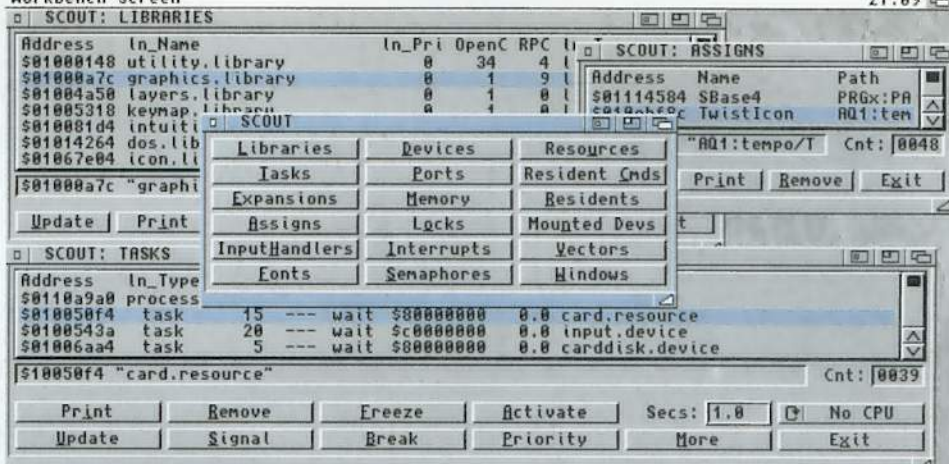 Workbench Screen 21:09
SCOUT: LIBRARIES
Address ln_Name ln_Pri OpenC RPC
$01000148 utility.library 0 34 4
$01000a7c graphics.library 0 1 9
$01004a50 layers.library 0 1 0
$01005318 keymap.library 0 1
$010081d4 intuiti
$01014264 dos.lib
$01067e04 icon.li
$01000a7c "graphi
Update Print
SCOUT: ASSIGNS
Address Name Path
$01114584 SBase4 PRGx:PA
TwistIcon AQ1:tem
"AQ1:tempo/T Cnt: 0048
Print Remove Exit
SCOUT
Libraries Devices Resources
Tasks Ports Resident Cmds
Expansions Memory Residents
Assigns Locks Mounted Devs
InputHandlers Interrupts Vectors
Fonts Semaphores Windows
SCOUT: TASKS
Address ln_Type
$0110a9a0 process
$010050f4 task 15 --- wait $80000000 0.0 card.resource
$0100543a task 20 --- wait $c0000000 0.0 input.device
$01006aa4 task 5 --- wait $80000000 0.0 carddisk.device
$10050f4 "card.resource" Cnt: 0039
Print Remove Freeze Activate Secs: 1.0 No CPU
Update Signal Break Priority More Exit